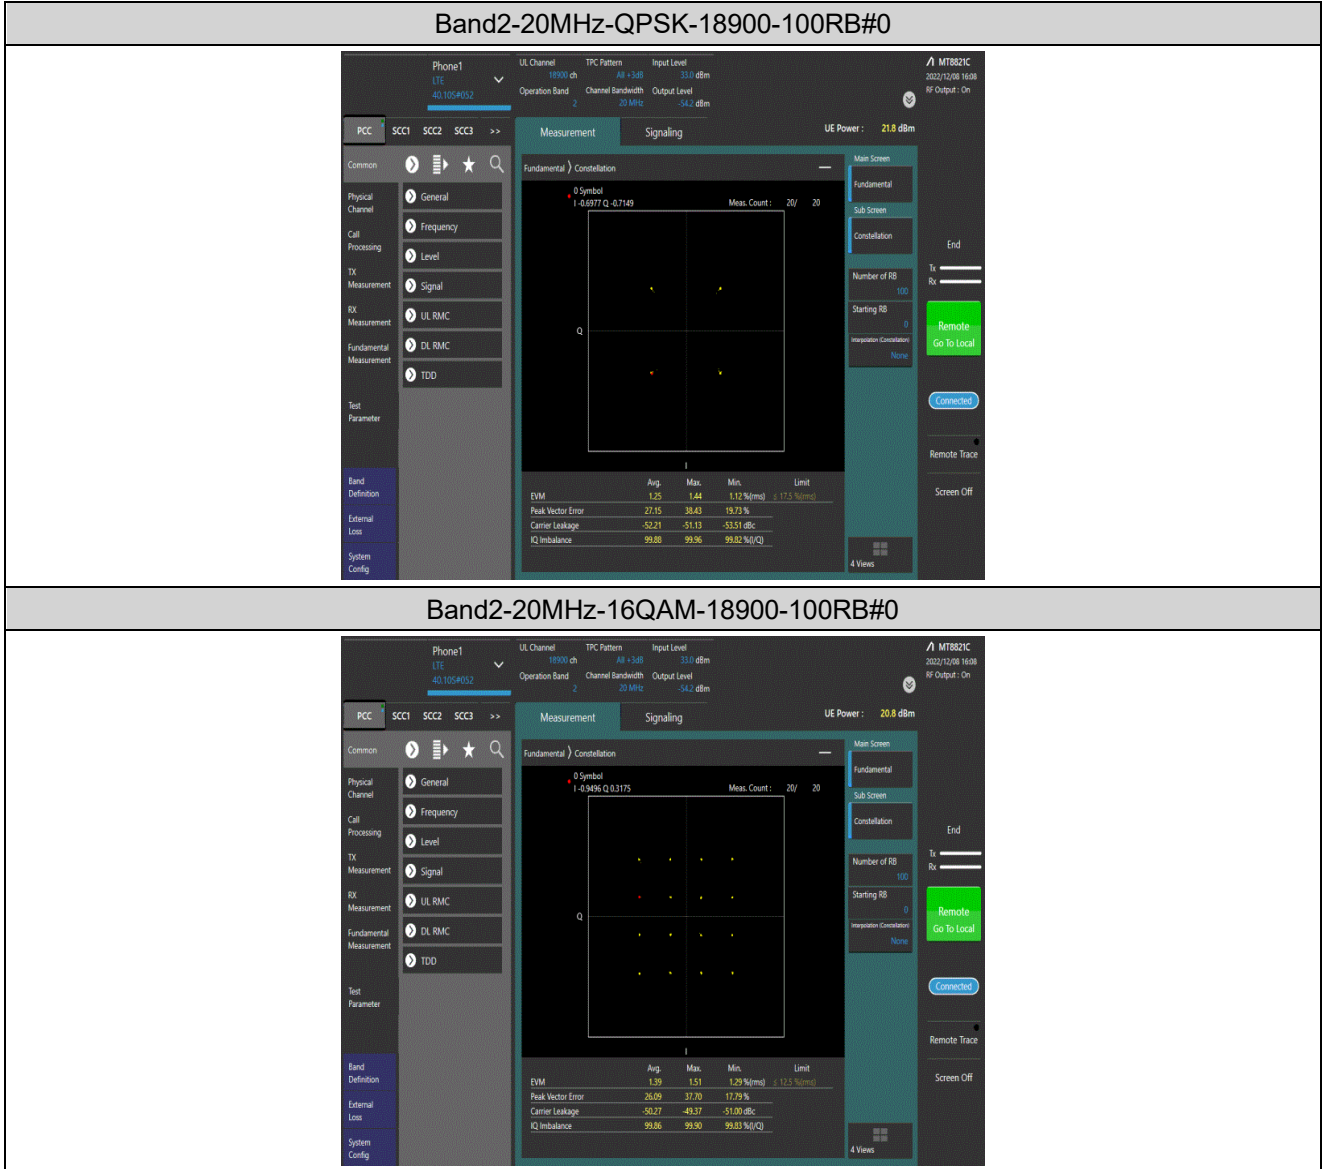 Band2-20MHz-QPSK-18900-100RB#0
Phone1
LTE
40.10S#052
UL Channel TPC Pattern Input Level
18900 ch All +3dB 33.0 dBm
Operation Band Channel Bandwidth Output Level
2 20 MHz -54.2 dBm
MT8821C
2022/12/08 16:08
RF Output : On
PCC SCC1 SCC2 SCC3 >>
Measurement Signaling
UE Power : 21.8 dBm
Common
Physical
Channel
Call
Processing
TX
Measurement
RX
Measurement
Fundamental
Measurement
Test
Parameter
Band
Definition
External
Loss
System
Config
General
Frequency
Level
Signal
UL RMC
DL RMC
TDD
Fundamental Constellation
0 Symbol
I -0.6977 Q -0.7149 Meas. Count : 20/ 20
Q
I
Avg. Max. Min. Limit
EVM 1.25 1.44 1.12 %(rms) ≤ 17.5 %(rms)
Peak Vector Error 27.15 38.43 19.73 %
Carrier Leakage -52.21 -51.13 -53.51 dBc
IQ Imbalance 99.88 99.96 99.82 %(I/Q)
Main Screen
Fundamental
Sub Screen
Constellation
Number of RB
100
Starting RB
0
Interpolation (Constellation)
None
4 Views
End
Tx
Rx
Remote
Go To Local
Connected
Remote Trace
Screen Off
Band2-20MHz-16QAM-18900-100RB#0
Phone1
LTE
40.10S#052
UL Channel TPC Pattern Input Level
18900 ch All +3dB 33.0 dBm
Operation Band Channel Bandwidth Output Level
2 20 MHz -54.2 dBm
MT8821C
2022/12/08 16:08
RF Output : On
PCC SCC1 SCC2 SCC3 >>
Measurement Signaling
UE Power : 20.8 dBm
Common
Physical
Channel
Call
Processing
TX
Measurement
RX
Measurement
Fundamental
Measurement
Test
Parameter
Band
Definition
External
Loss
System
Config
General
Frequency
Level
Signal
UL RMC
DL RMC
TDD
Fundamental Constellation
0 Symbol
I -0.9496 Q 0.3175 Meas. Count : 20/ 20
Q
I
Avg. Max. Min. Limit
EVM 1.39 1.51 1.29 %(rms) ≤ 12.5 %(rms)
Peak Vector Error 26.09 37.70 17.79 %
Carrier Leakage -50.27 -49.37 -51.00 dBc
IQ Imbalance 99.86 99.90 99.83 %(I/Q)
Main Screen
Fundamental
Sub Screen
Constellation
Number of RB
100
Starting RB
0
Interpolation (Constellation)
None
4 Views
End
Tx
Rx
Remote
Go To Local
Connected
Remote Trace
Screen Off